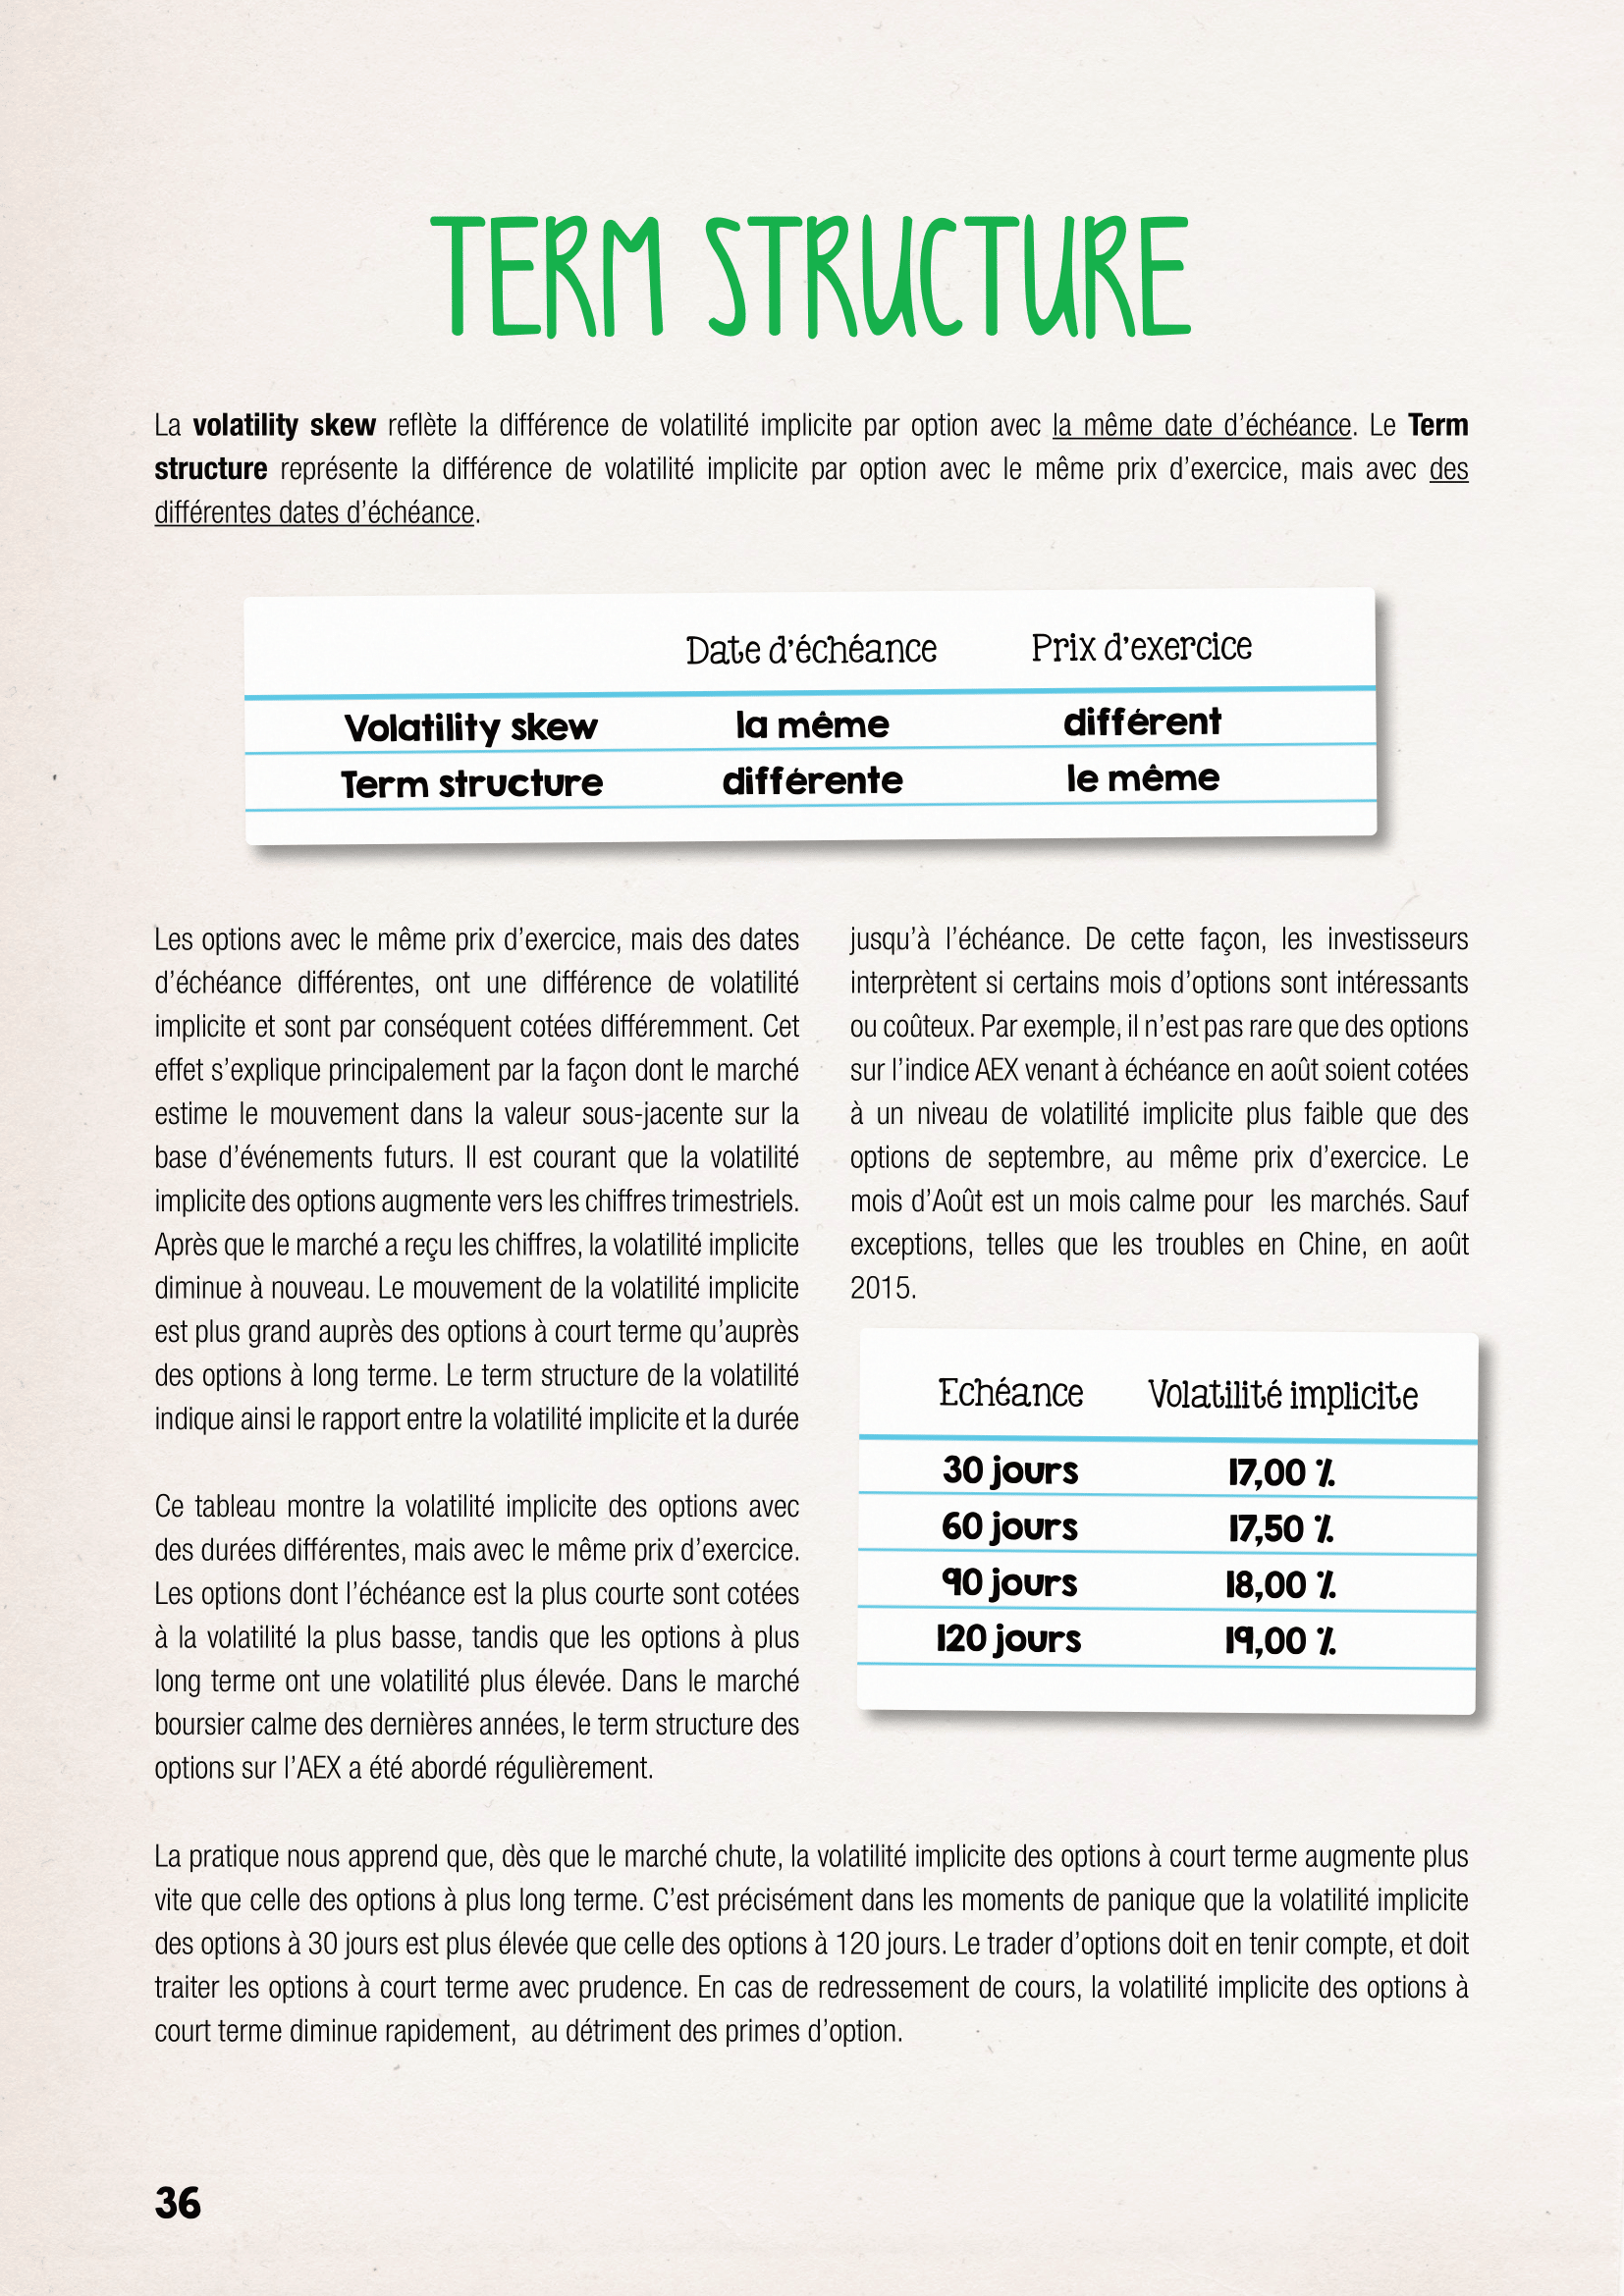 TERM STRUCTURE
La volatility skew reflète la différence de volatilité implicite par option avec la même date d’échéance. Le Term
structure représente la différence de volatilité implicite par option avec le même prix d’exercice, mais avec des
différentes dates d’échéance.
Date d’échéance Prix d’exercice
Volatility skew la même différent
Term structure différente le même
Les options avec le même prix d’exercice, mais des dates
d’échéance différentes, ont une différence de volatilité
implicite et sont par conséquent cotées différemment. Cet
effet s’explique principalement par la façon dont le marché
estime le mouvement dans la valeur sous-jacente sur la
base d’événements futurs. Il est courant que la volatilité
implicite des options augmente vers les chiffres trimestriels.
Après que le marché a reçu les chiffres, la volatilité implicite
diminue à nouveau. Le mouvement de la volatilité implicite
est plus grand auprès des options à court terme qu’auprès
des options à long terme. Le term structure de la volatilité
indique ainsi le rapport entre la volatilité implicite et la durée
jusqu’à l’échéance. De cette façon, les investisseurs
interprètent si certains mois d’options sont intéressants
ou coûteux. Par exemple, il n’est pas rare que des options
sur l’indice AEX venant à échéance en août soient cotées
à un niveau de volatilité implicite plus faible que des
options de septembre, au même prix d’exercice. Le
mois d’Août est un mois calme pour les marchés. Sauf
exceptions, telles que les troubles en Chine, en août
2015.
Ce tableau montre la volatilité implicite des options avec
des durées différentes, mais avec le même prix d’exercice.
Les options dont l’échéance est la plus courte sont cotées
à la volatilité la plus basse, tandis que les options à plus
long terme ont une volatilité plus élevée. Dans le marché
boursier calme des dernières années, le term structure des
options sur l’AEX a été abordé régulièrement.
Echéance Volatilité implicite
30 jours 17,00 %
60 jours 17,50 %
90 jours 18,00 %
120 jours 19,00 %
La pratique nous apprend que, dès que le marché chute, la volatilité implicite des options à court terme augmente plus
vite que celle des options à plus long terme. C’est précisément dans les moments de panique que la volatilité implicite
des options à 30 jours est plus élevée que celle des options à 120 jours. Le trader d’options doit en tenir compte, et doit
traiter les options à court terme avec prudence. En cas de redressement de cours, la volatilité implicite des options à
court terme diminue rapidement, au détriment des primes d’option.
36